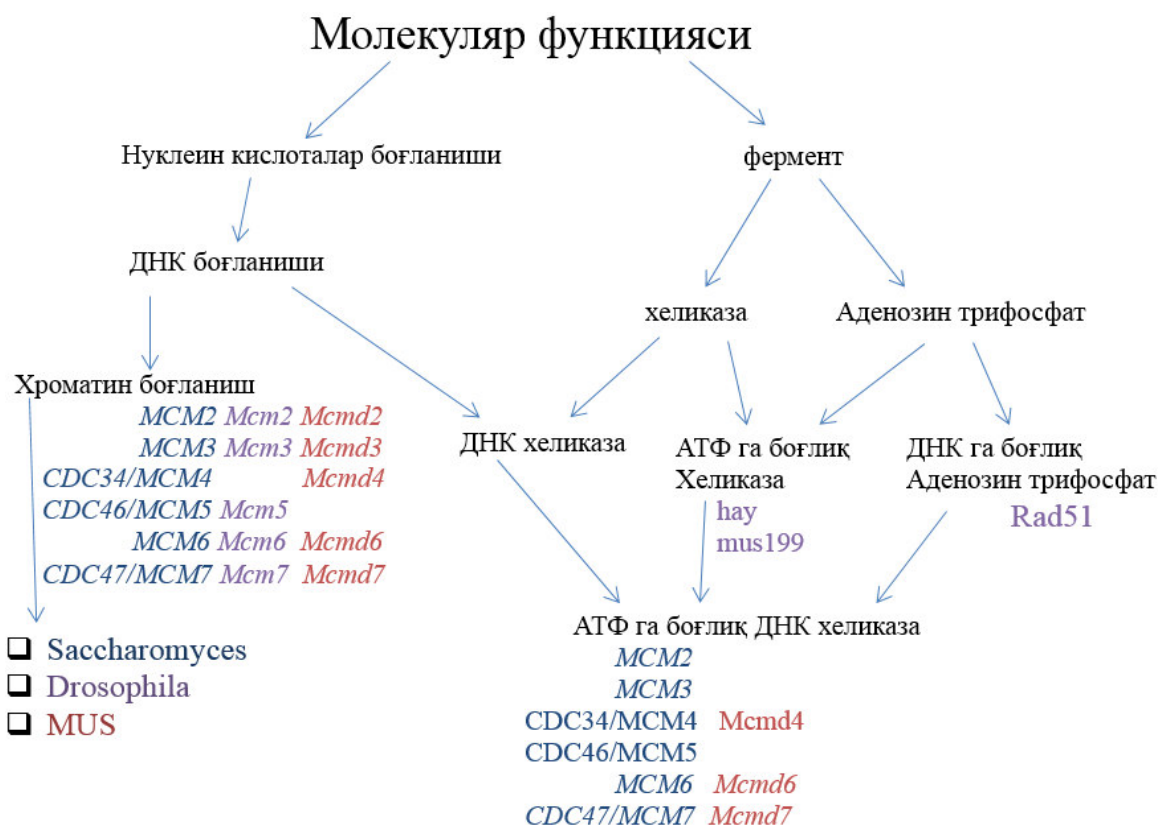 Молекуляр функцияси
Нуклеин кислоталар боғланиши
фермент
ДНК боғланиши
хеликаза
Аденозин трифосфат
Хроматин боғланиш
MCM2 Mcm2 Mcmd2
MCM3 Mcm3 Mcmd3
CDC34/MCM4 Mcmd4
CDC46/MCM5 Mcm5
MCM6 Mcm6 Mcmd6
CDC47/MCM7 Mcm7 Mcmd7
ДНК хеликаза
АТФ га боғлиқ
Хеликаза
hay
mus199
ДНК га боғлиқ
Аденозин трифосфат
Rad51
❑ Saccharomyces
❑ Drosophila
❑ MUS
АТФ га боғлиқ ДНК хеликаза
MCM2
MCM3
CDC34/MCM4 Mcmd4
CDC46/MCM5
MCM6 Mcmd6
CDC47/MCM7 Mcmd7